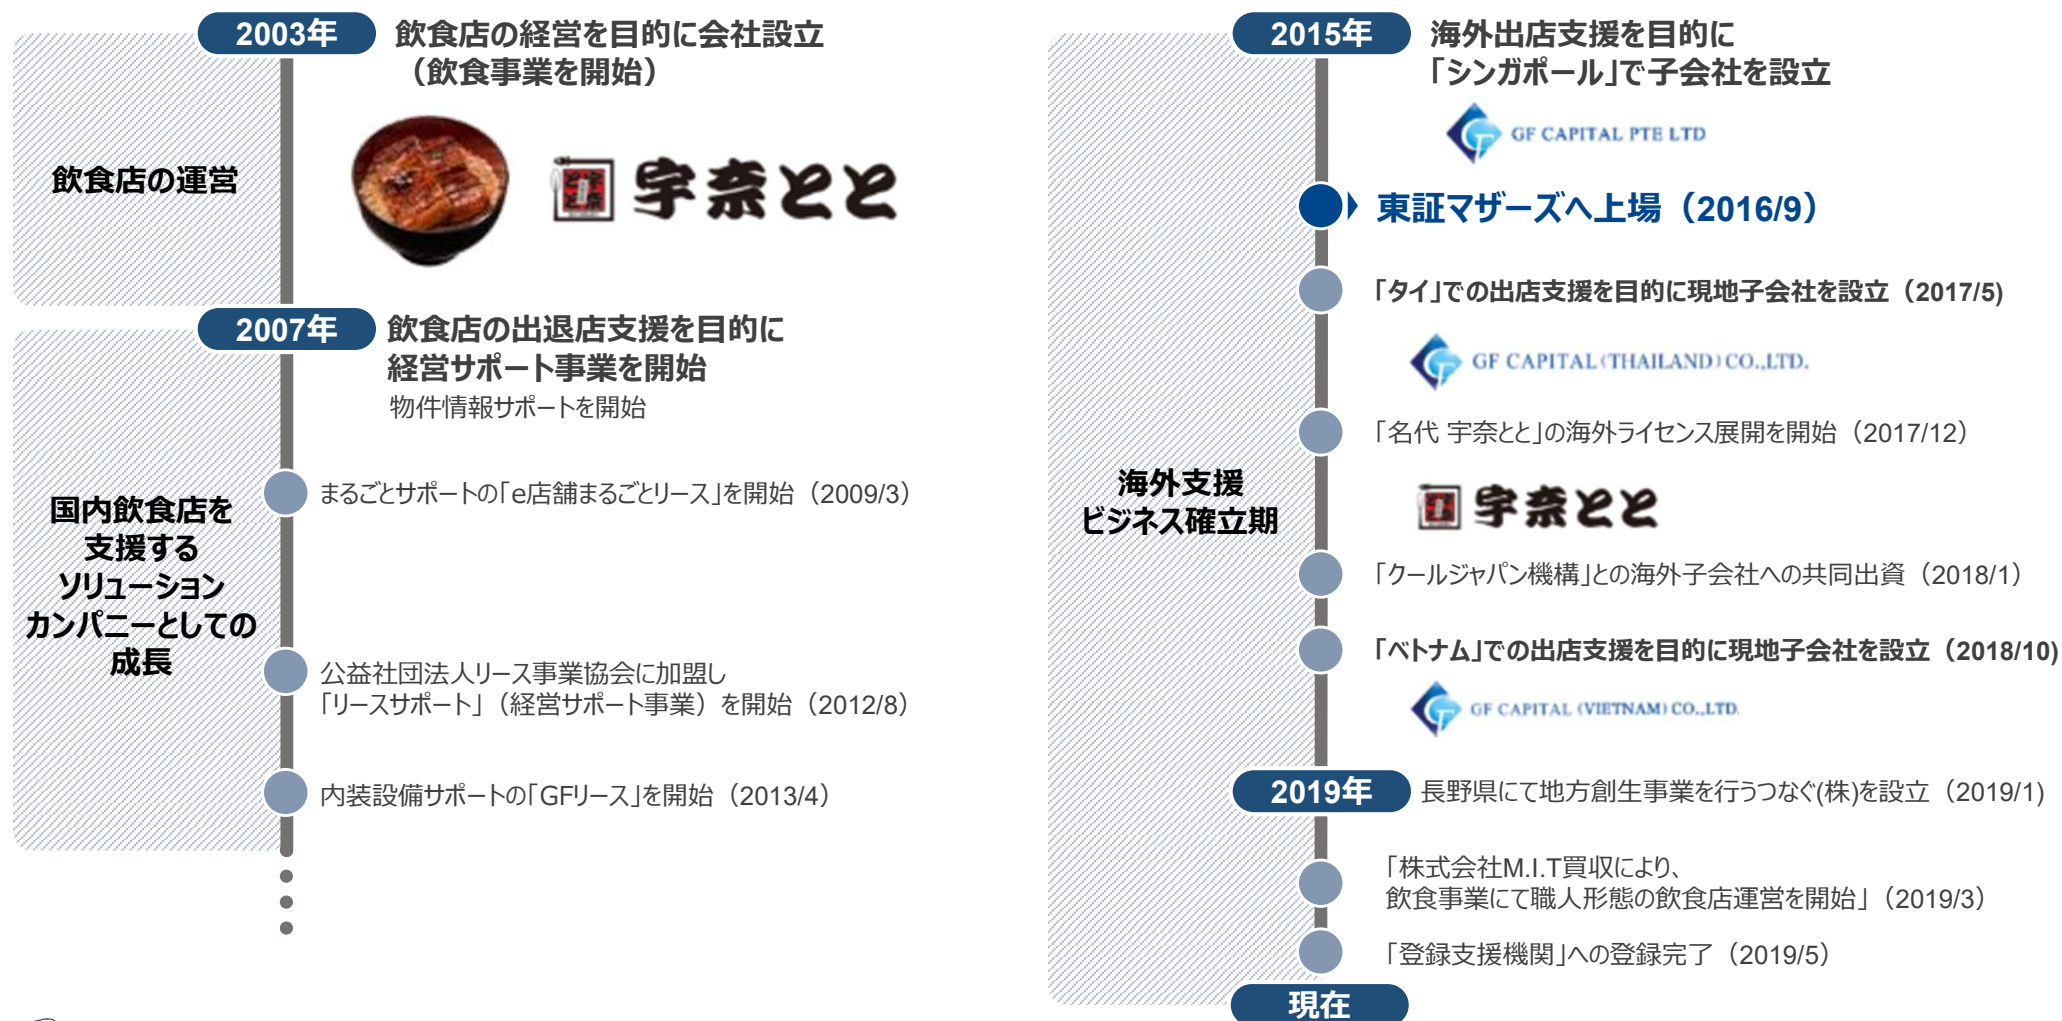 2003年
飲食店の経営を目的に会社設立
（飲食事業を開始）
飲食店の運営
宇奈とと
2007年
飲食店の出退店支援を目的に
経営サポート事業を開始
物件情報サポートを開始
国内飲食店を
支援する
ソリューション
カンパニーとしての
成長
まるごとサポートの「e店舗まるごとリース」を開始（2009/3）
公益社団法人リース事業協会に加盟し
「リースサポート」（経営サポート事業）を開始（2012/8）
内装設備サポートの「GFリース」を開始（2013/4）
2015年
海外出店支援を目的に
「シンガポール」で子会社を設立
GF CAPITAL PTE LTD
東証マザーズへ上場（2016/9）
「タイ」での出店支援を目的に現地子会社を設立（2017/5)
GF CAPITAL (THAILAND) CO.,LTD.
「名代 宇奈とと」の海外ライセンス展開を開始（2017/12）
宇奈とと
海外支援
ビジネス確立期
「クールジャパン機構」との海外子会社への共同出資（2018/1）
「ベトナム」での出店支援を目的に現地子会社を設立（2018/10)
GF CAPITAL (VIETNAM) CO.,LTD.
2019年
長野県にて地方創生事業を行うつなぐ(株)を設立（2019/1)
「株式会社M.I.T買収により、
飲食事業にて職人形態の飲食店運営を開始」（2019/3）
「登録支援機関」への登録完了（2019/5）
現在